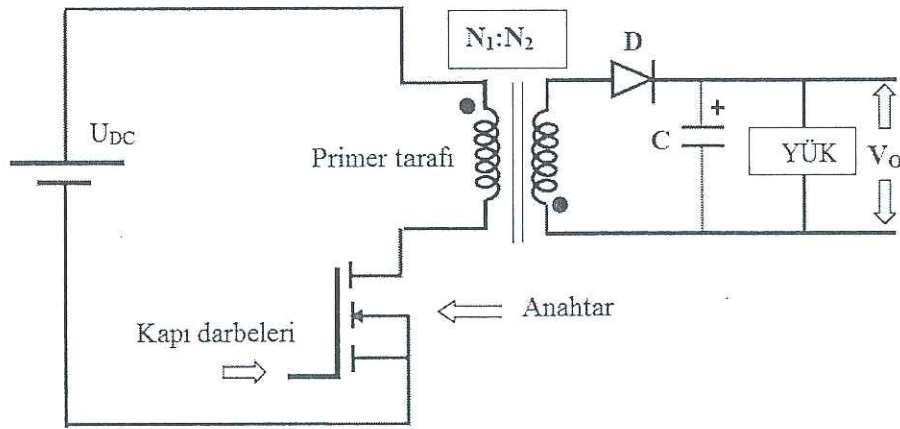 N₁:N₂
D
U_DC
Primer tarafı
+
C
YÜK
V_O
Anahtar
Kapı darbeleri